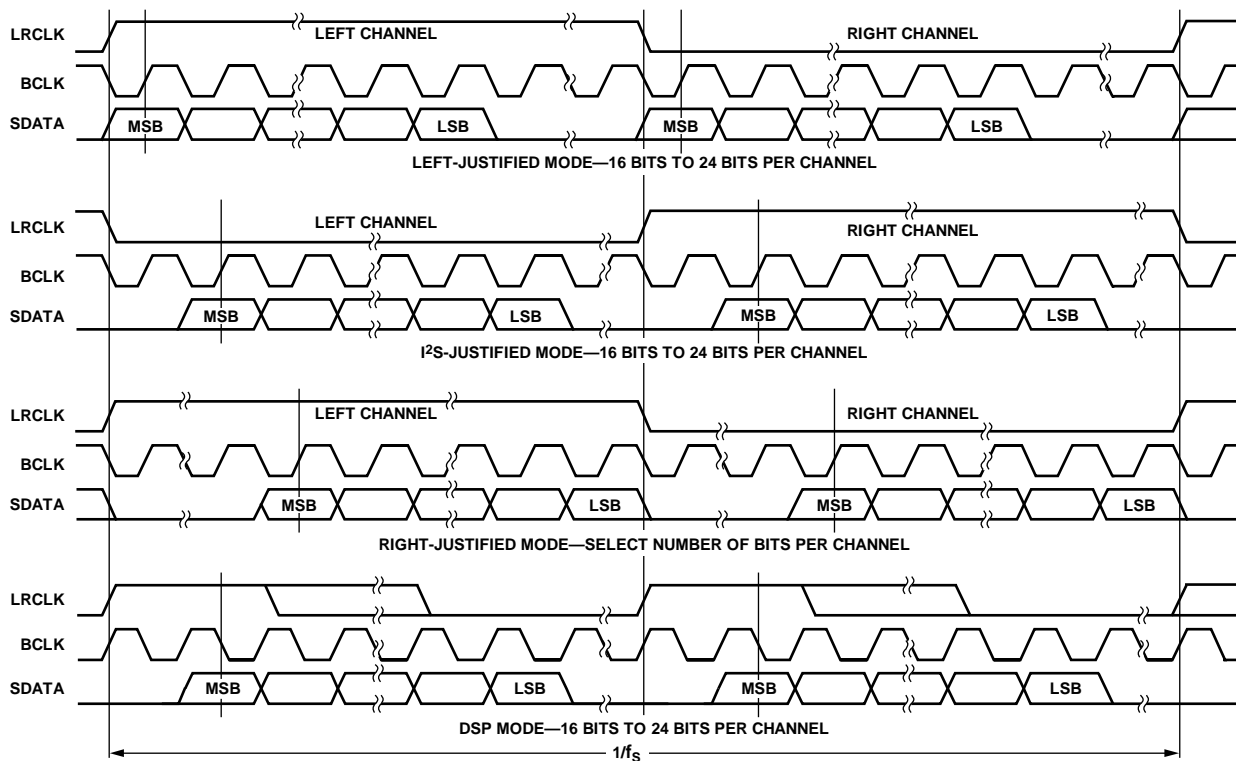 LRCLK LEFT CHANNEL RIGHT CHANNEL
BCLK
SDATA MSB LSB MSB LSB
LEFT-JUSTIFIED MODE—16 BITS TO 24 BITS PER CHANNEL
LRCLK LEFT CHANNEL RIGHT CHANNEL
BCLK
SDATA MSB LSB MSB LSB
I²S-JUSTIFIED MODE—16 BITS TO 24 BITS PER CHANNEL
LRCLK LEFT CHANNEL RIGHT CHANNEL
BCLK
SDATA MSB LSB MSB LSB
RIGHT-JUSTIFIED MODE—SELECT NUMBER OF BITS PER CHANNEL
LRCLK
BCLK
SDATA MSB LSB MSB LSB
DSP MODE—16 BITS TO 24 BITS PER CHANNEL
1/fS